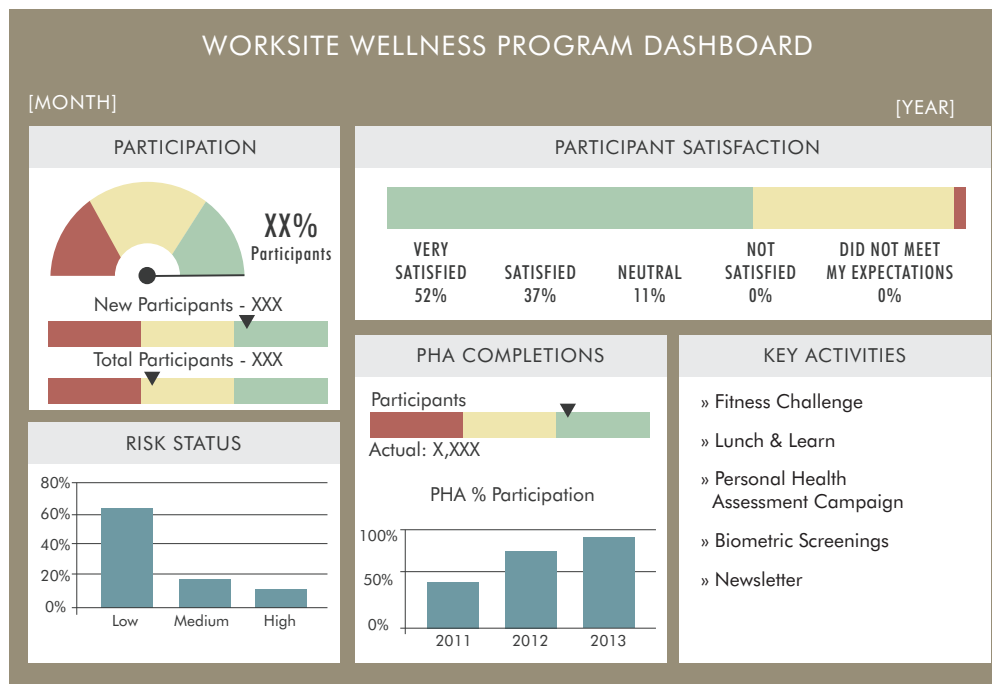 WORKSITE WELLNESS PROGRAM DASHBOARD
[MONTH]
[YEAR]
PARTICIPATION
XX%
Participants
New Participants - XXX
Total Participants - XXX
PARTICIPANT SATISFACTION
VERY
SATISFIED
52%
SATISFIED
37%
NEUTRAL
11%
NOT
SATISFIED
0%
DID NOT MEET
MY EXPECTATIONS
0%
RISK STATUS
80%
60%
40%
20%
0%
Low
Medium
High
PHA COMPLETIONS
Participants
Actual: X,XXX
PHA % Participation
100%
50%
0%
2011
2012
2013
KEY ACTIVITIES
» Fitness Challenge
» Lunch & Learn
» Personal Health
Assessment Campaign
» Biometric Screenings
» Newsletter